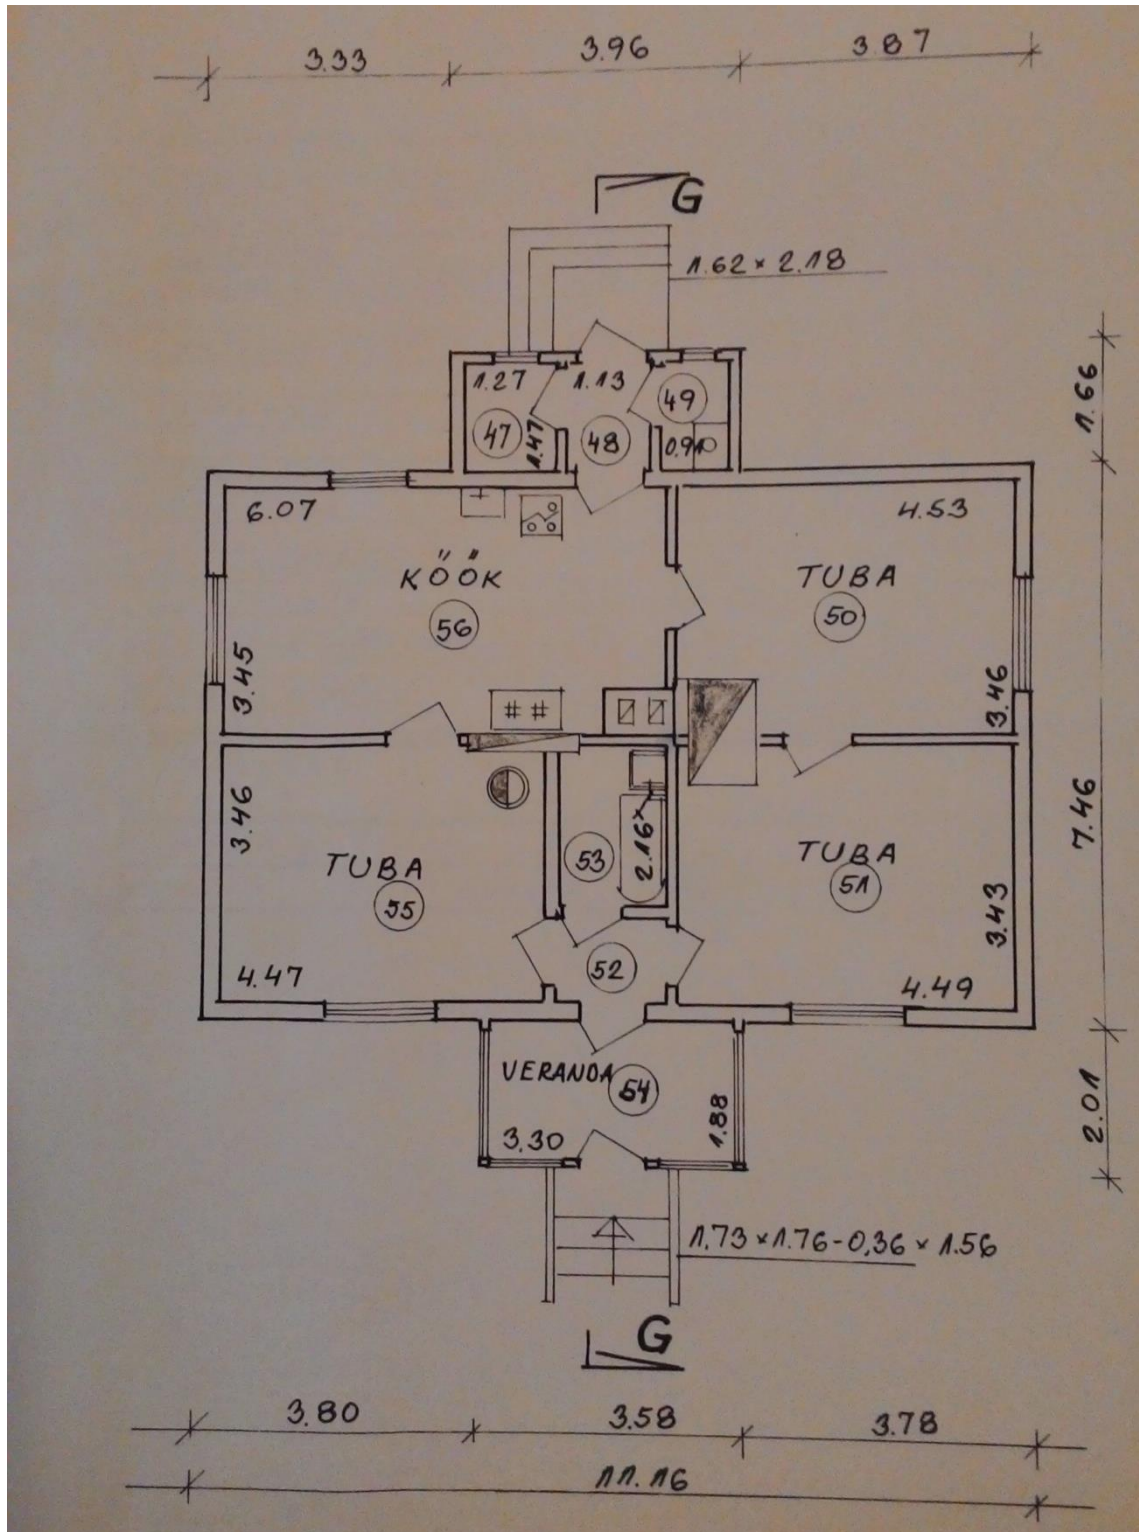 3.33 3.96 3.87
G
1.62 × 2.18
1.66
1.27 1.13 49
47 1.47 48 0.91
6.07 4.53
KÖÖK TUBA
56 50
3.45 3.46
7.46
3.46 2.16×
TUBA 53 TUBA
55 51
3.43
4.47 52 4.49
VERANDA 54
3.30 1.88
2.01
1.73 × 1.76 - 0,36 × 1.56
G
3.80 3.58 3.78
11.16